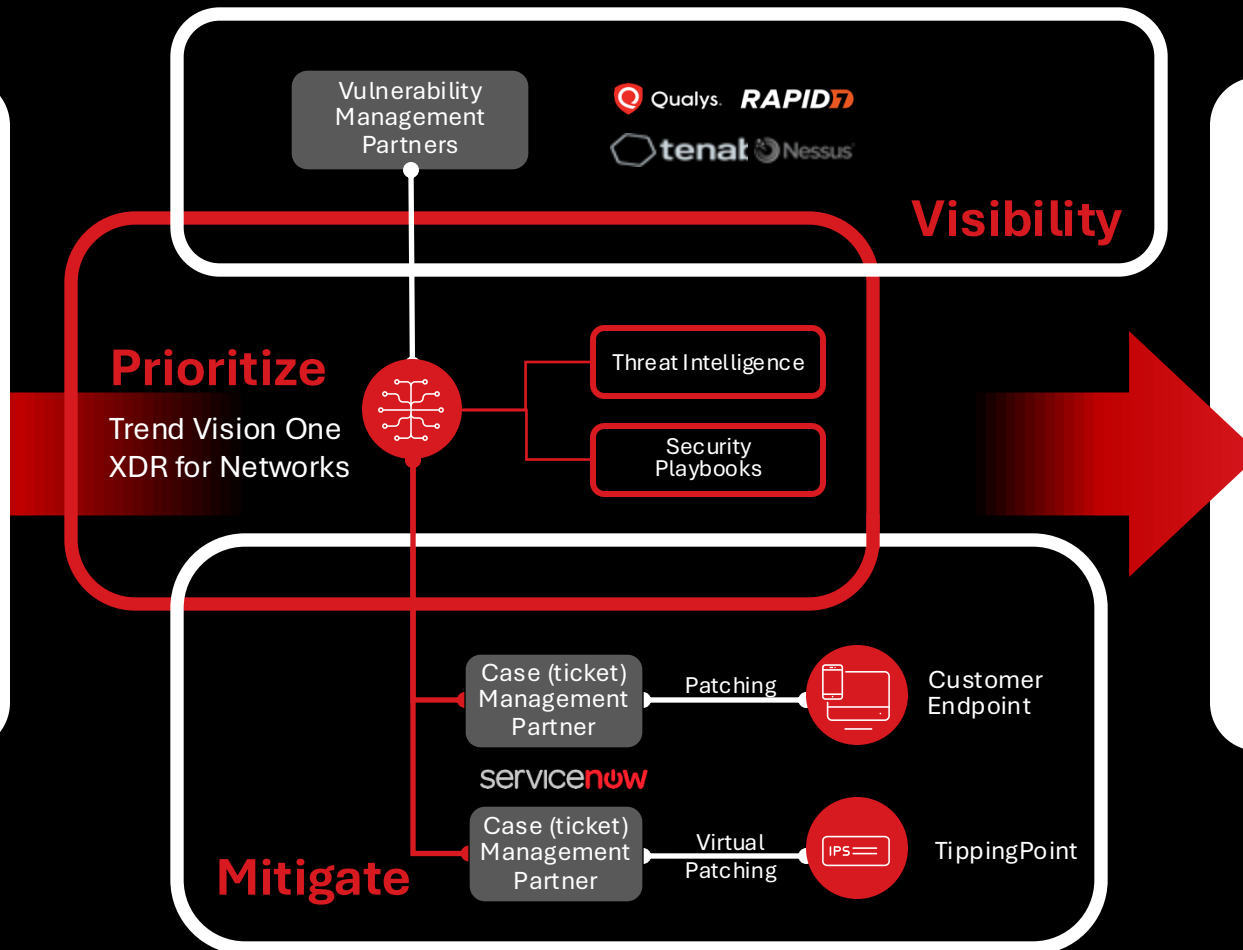 Vulnerability
Management
Partners
Qualys. RAPID7
tenab Nessus
Visibility
Prioritize
Trend Vision One
XDR for Networks
Threat Intelligence
Security
Playbooks
Case (ticket)
Management
Partner
Patching
Customer
Endpoint
servicenow
Case (ticket)
Management
Partner
Virtual
Patching
IPS
TippingPoint
Mitigate